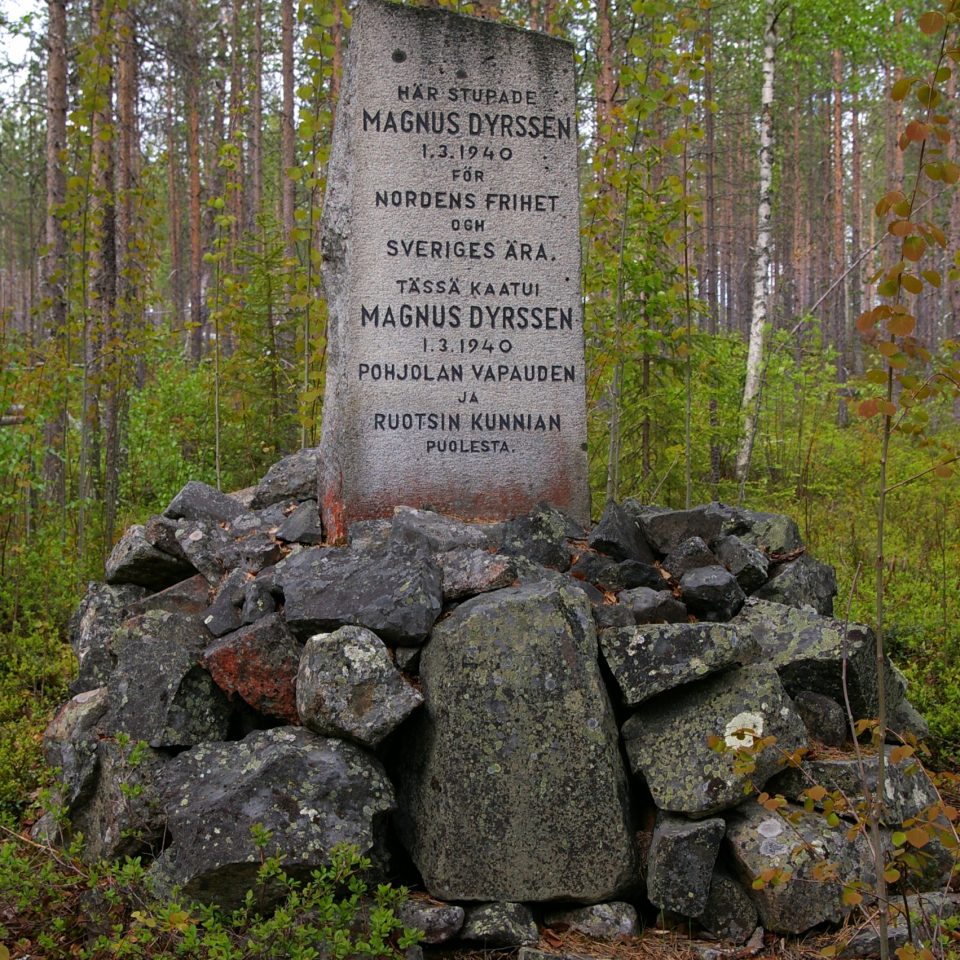 HÄR STUPADE
MAGNUS DYRSSEN
1.3.1940
FÖR
NORDENS FRIHET
OCH
SVERIGES ÄRA.
TÄSSÄ KAATUI
MAGNUS DYRSSEN
1.3.1940
POHJOLAN VAPAUDEN
JA
RUOTSIN KUNNIAN
PUOLESTA.